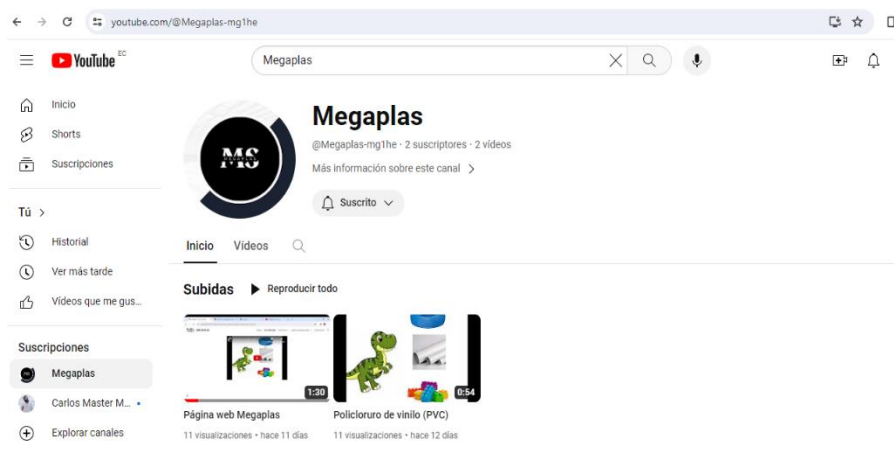 youtube.com/@Megaplas-mg1he
YouTube EC
Megaplas
Inicio
Shorts
Suscripciones
Tú
Historial
Ver más tarde
Vídeos que me gus...
Suscripciones
Megaplas
Carlos Master M...
Explorar canales
MS
MEGAPLAS
Megaplas
@Megaplas-mg1he · 2 suscriptores · 2 vídeos
Más información sobre este canal
Suscrito
Inicio Vídeos
Subidas Reproducir todo
1:30 0:54
Página web Megaplas Policloruro de vinilo (PVC)
11 visualizaciones • hace 11 días 11 visualizaciones • hace 12 días